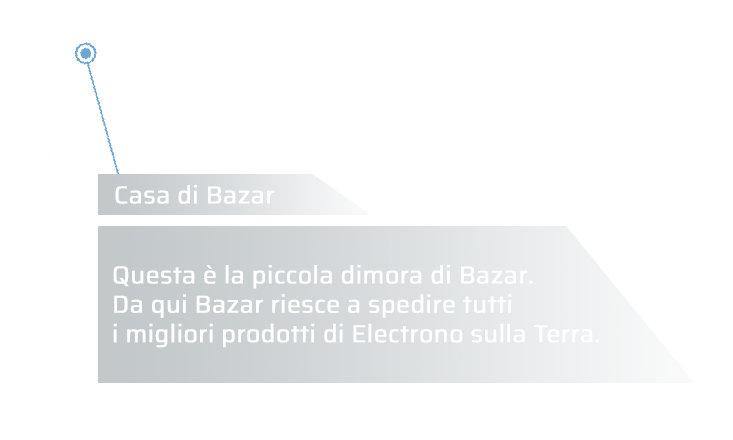 Casa di Bazar
Questa è la piccola dimora di Bazar.
Da qui Bazar riesce a spedire tutti
i migliori prodotti di Electrono sulla Terra.